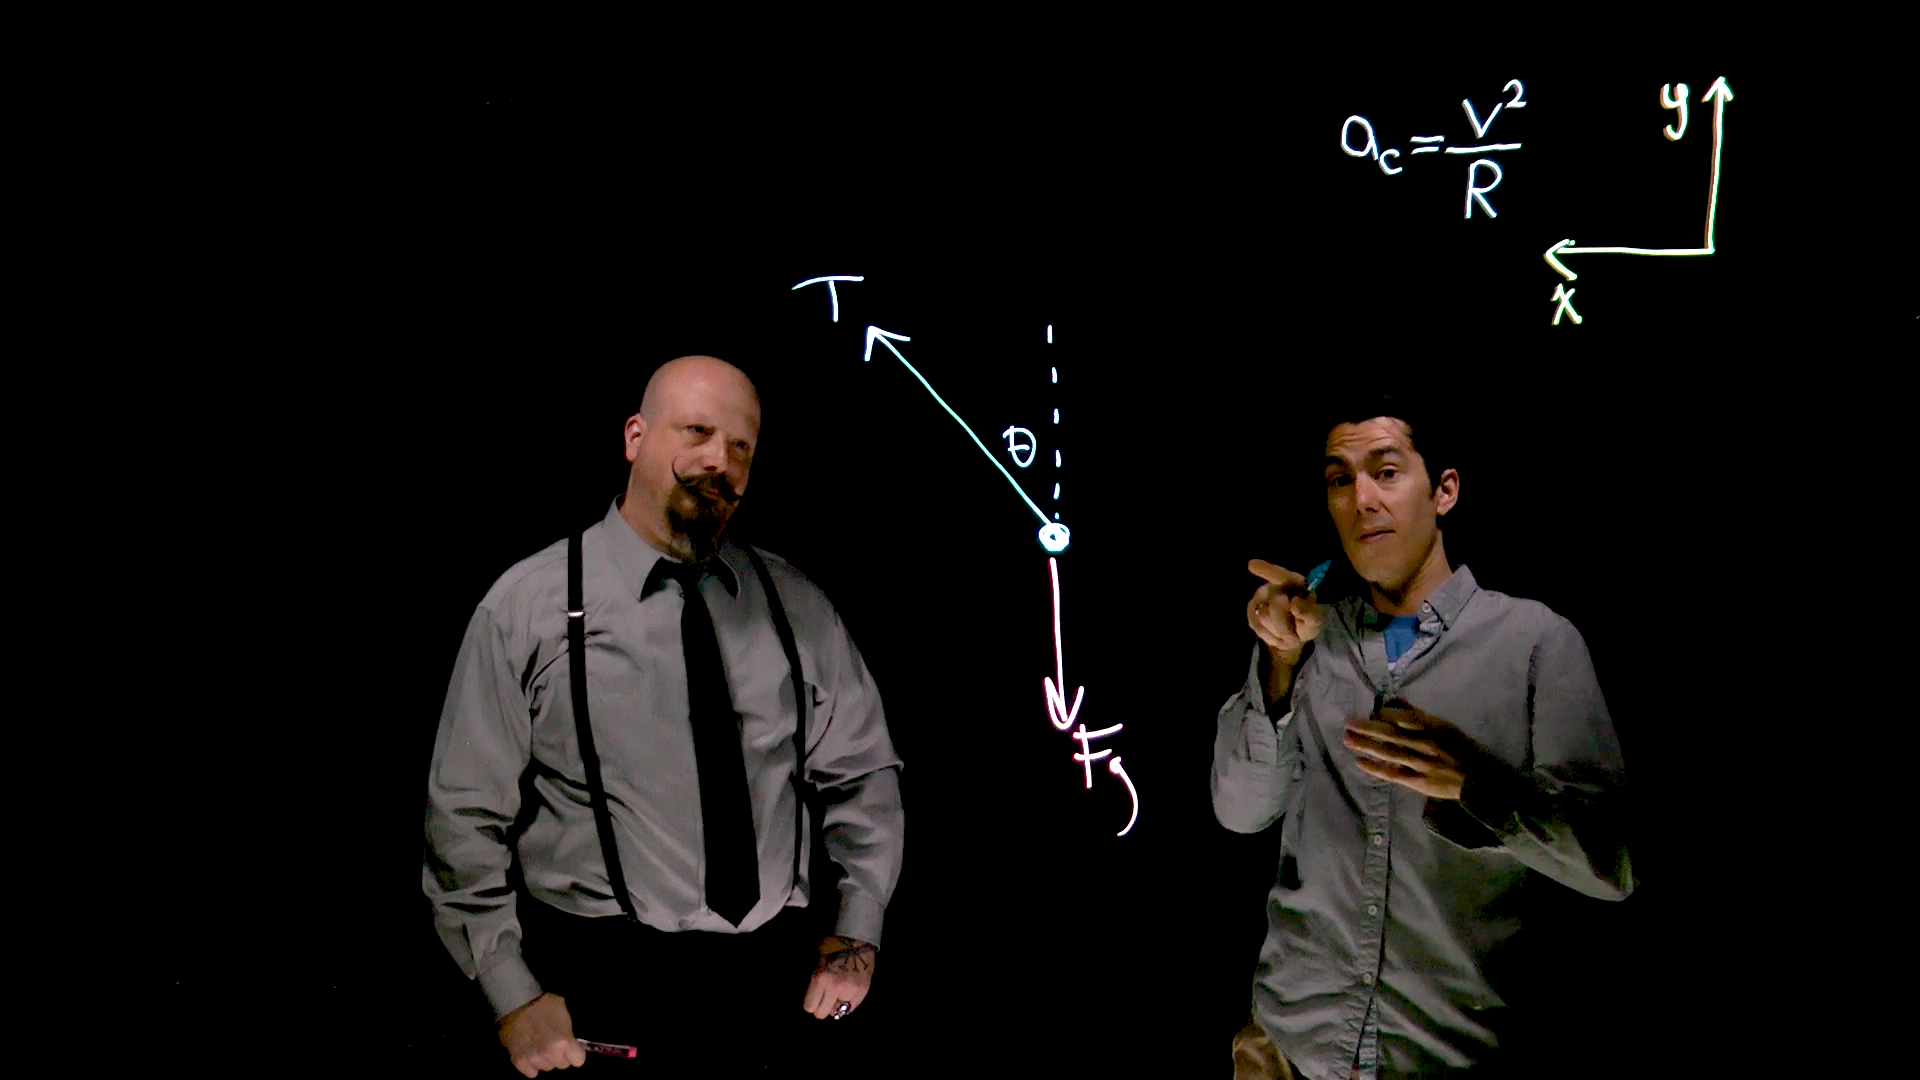 a_c = V²/R
y
x
T
θ
F_g